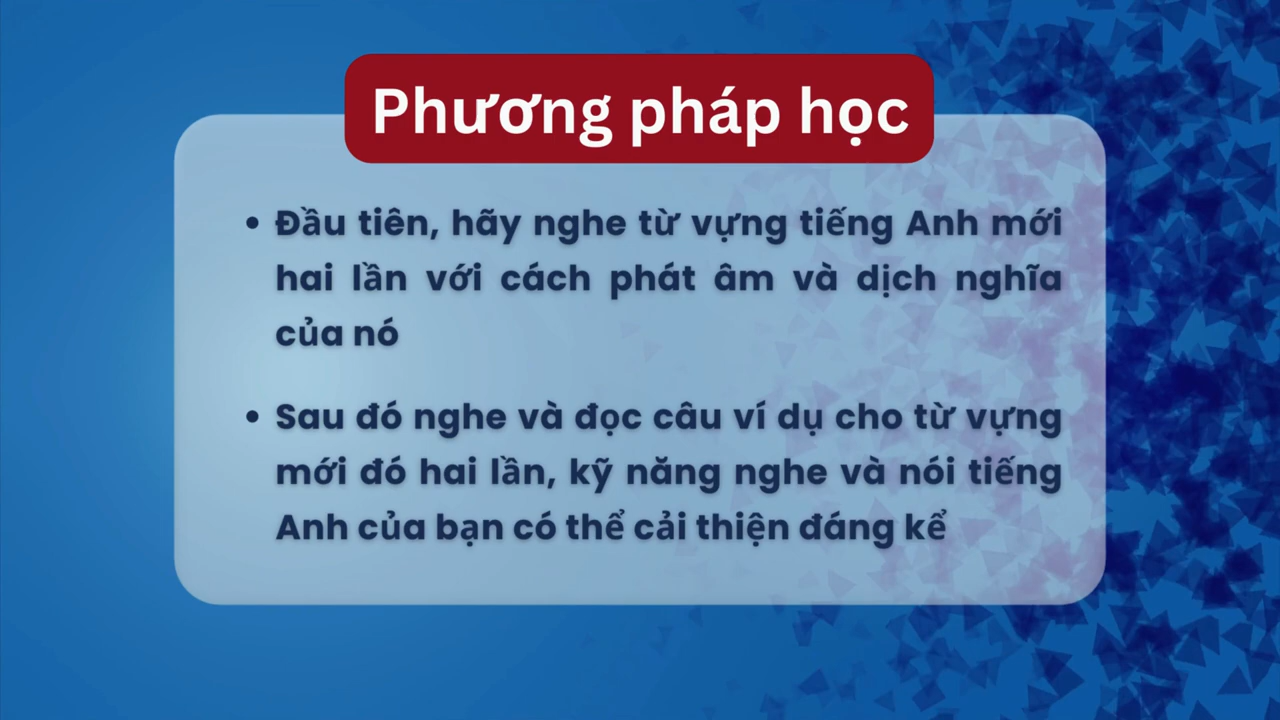 Phương pháp học
• Đầu tiên, hãy nghe từ vựng tiếng Anh mới
hai lần với cách phát âm và dịch nghĩa
của nó
• Sau đó nghe và đọc câu ví dụ cho từ vựng
mới đó hai lần, kỹ năng nghe và nói tiếng
Anh của bạn có thể cải thiện đáng kể